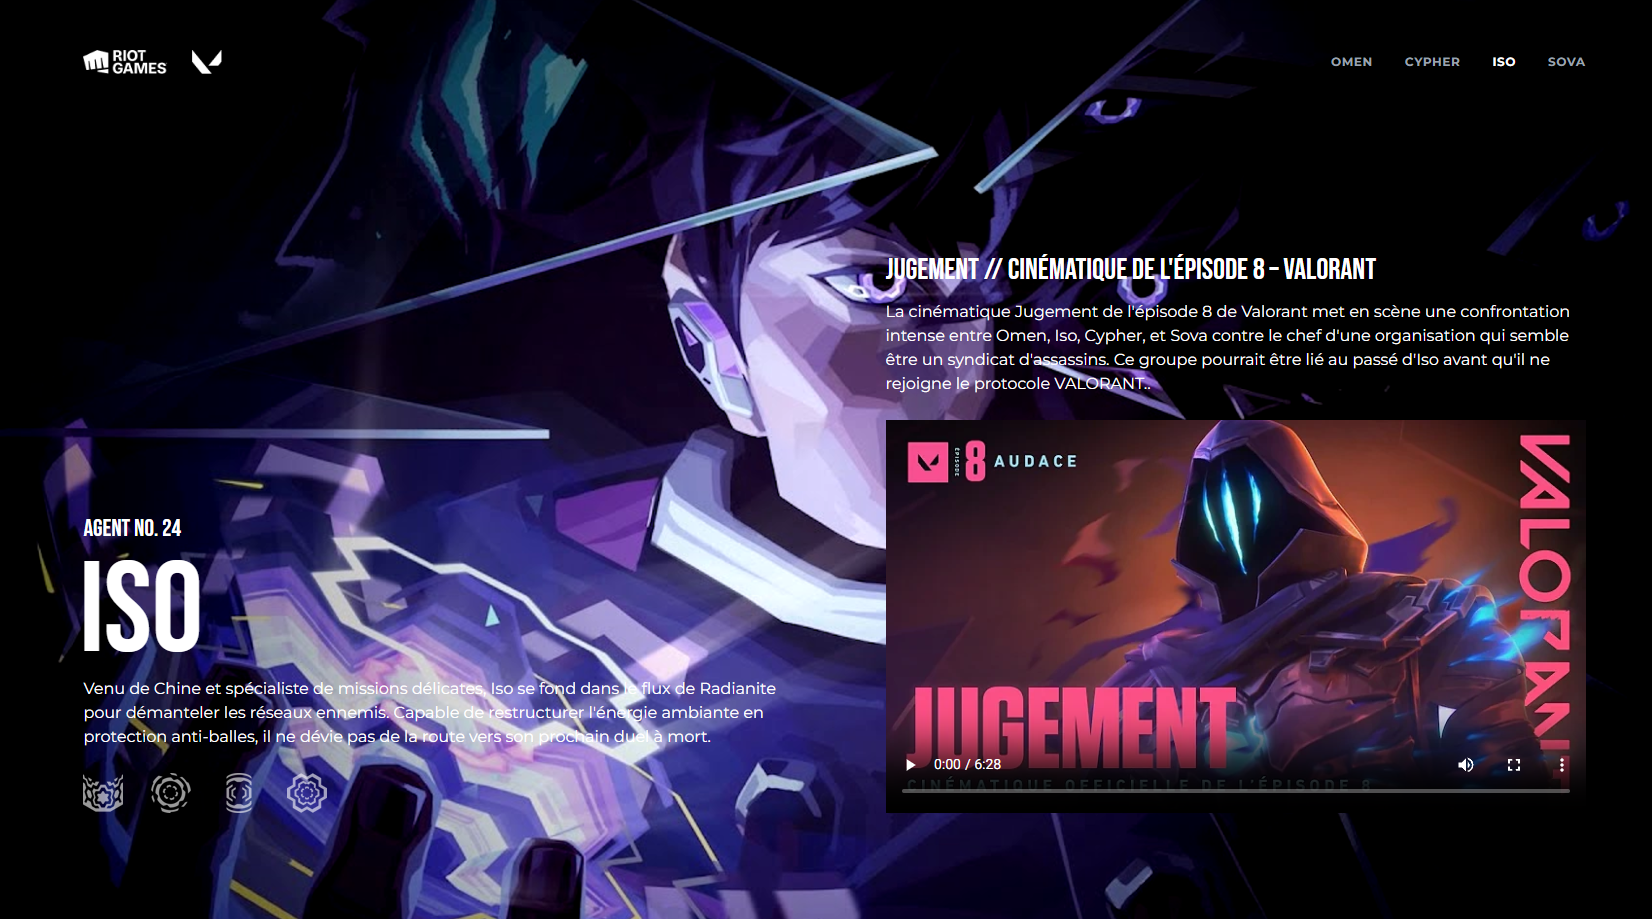 RIOT
GAMES
OMEN CYPHER ISO SOVA
JUGEMENT // CINÉMATIQUE DE L'ÉPISODE 8 – VALORANT
La cinématique Jugement de l'épisode 8 de Valorant met en scène une confrontation
intense entre Omen, Iso, Cypher, et Sova contre le chef d'une organisation qui semble
être un syndicat d'assassins. Ce groupe pourrait être lié au passé d'Iso avant qu'il ne
rejoigne le protocole VALORANT..
EPISODE 8 AUDACE
VALORANT
JUGEMENT
0:00 / 6:28
CINÉMATIQUE OFFICIELLE DE L'ÉPISODE 8
AGENT NO. 24
ISO
Venu de Chine et spécialiste de missions délicates, Iso se fond dans le flux de Radianite
pour démanteler les réseaux ennemis. Capable de restructurer l'énergie ambiante en
protection anti-balles, il ne dévie pas de la route vers son prochain duel à mort.